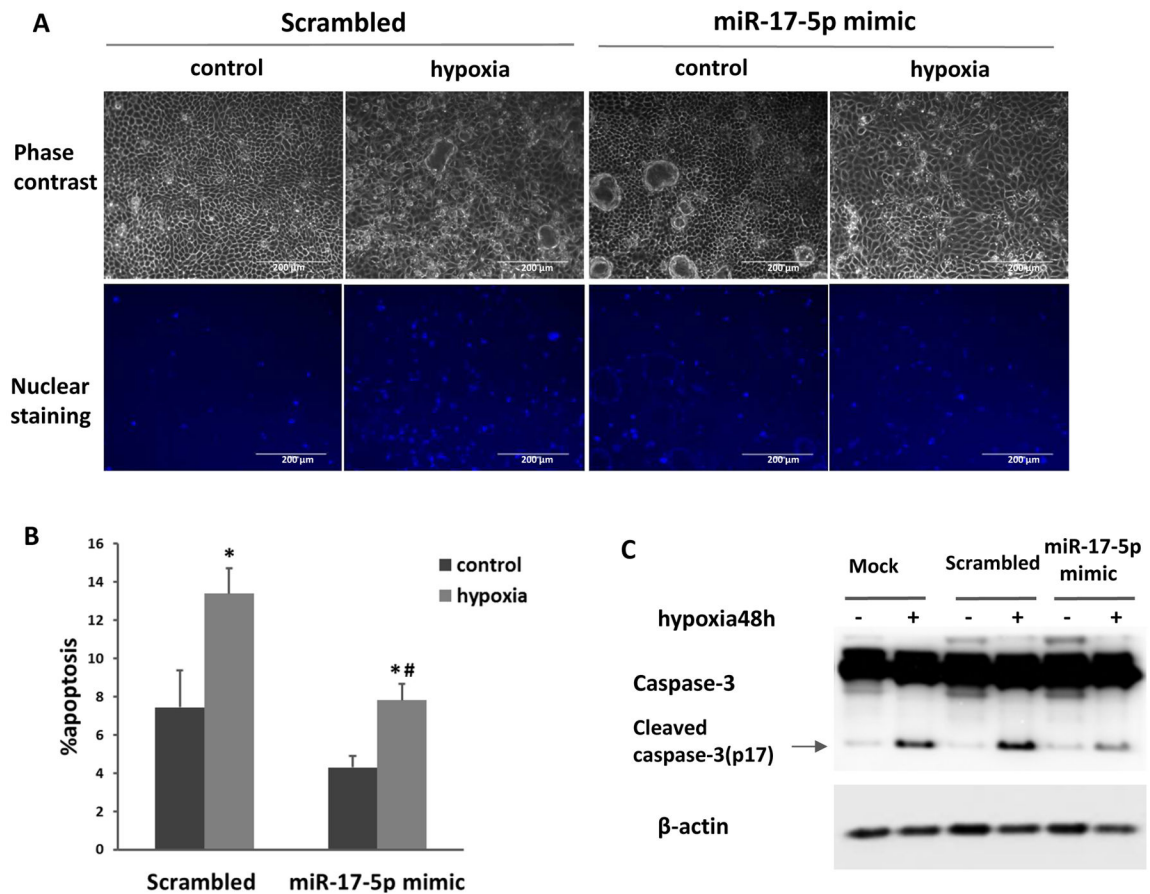 A
Scrambled
miR-17-5p mimic
control
hypoxia
control
hypoxia
Phase
contrast
200 µm
200 µm
200 µm
200 µm
Nuclear
staining
200 µm
200 µm
200 µm
200 µm
B
%apoptosis
16
14
12
10
8
6
4
2
0
*
*#
control
hypoxia
Scrambled
miR-17-5p mimic
C
Mock
Scrambled
miR-17-5p
mimic
hypoxia48h
- + - + - +
Caspase-3
Cleaved
caspase-3(p17)
β-actin